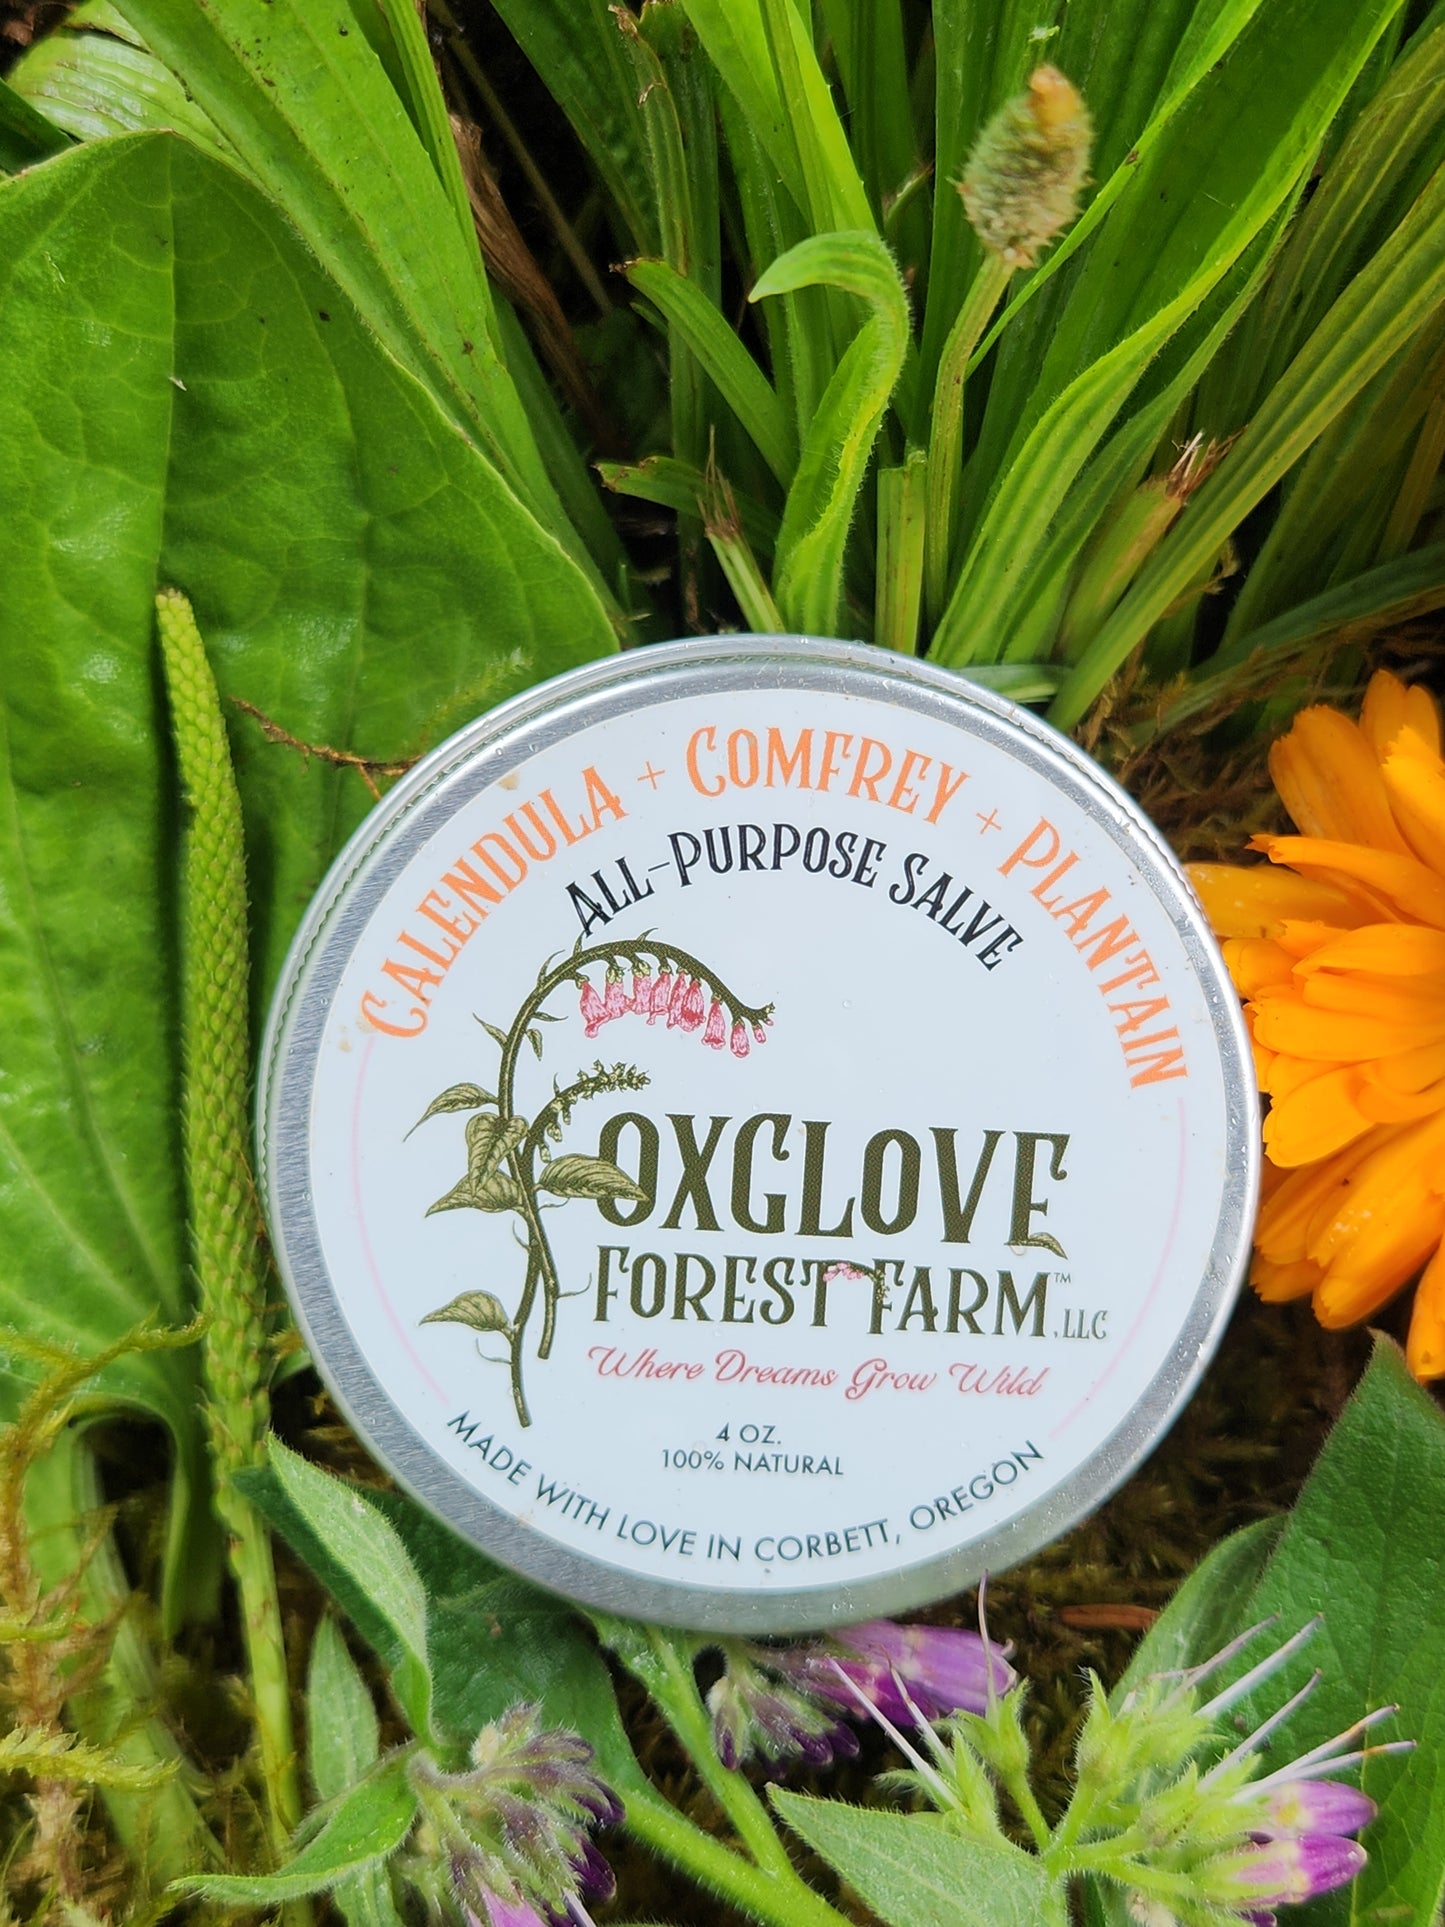 CALENDULA + COMFREY + PLANTAIN
ALL-PURPOSE SALVE
FOXGLOVE
FOREST FARM™, LLC
Where Dreams Grow Wild
4 OZ.
100% NATURAL
MADE WITH LOVE IN CORBETT, OREGON